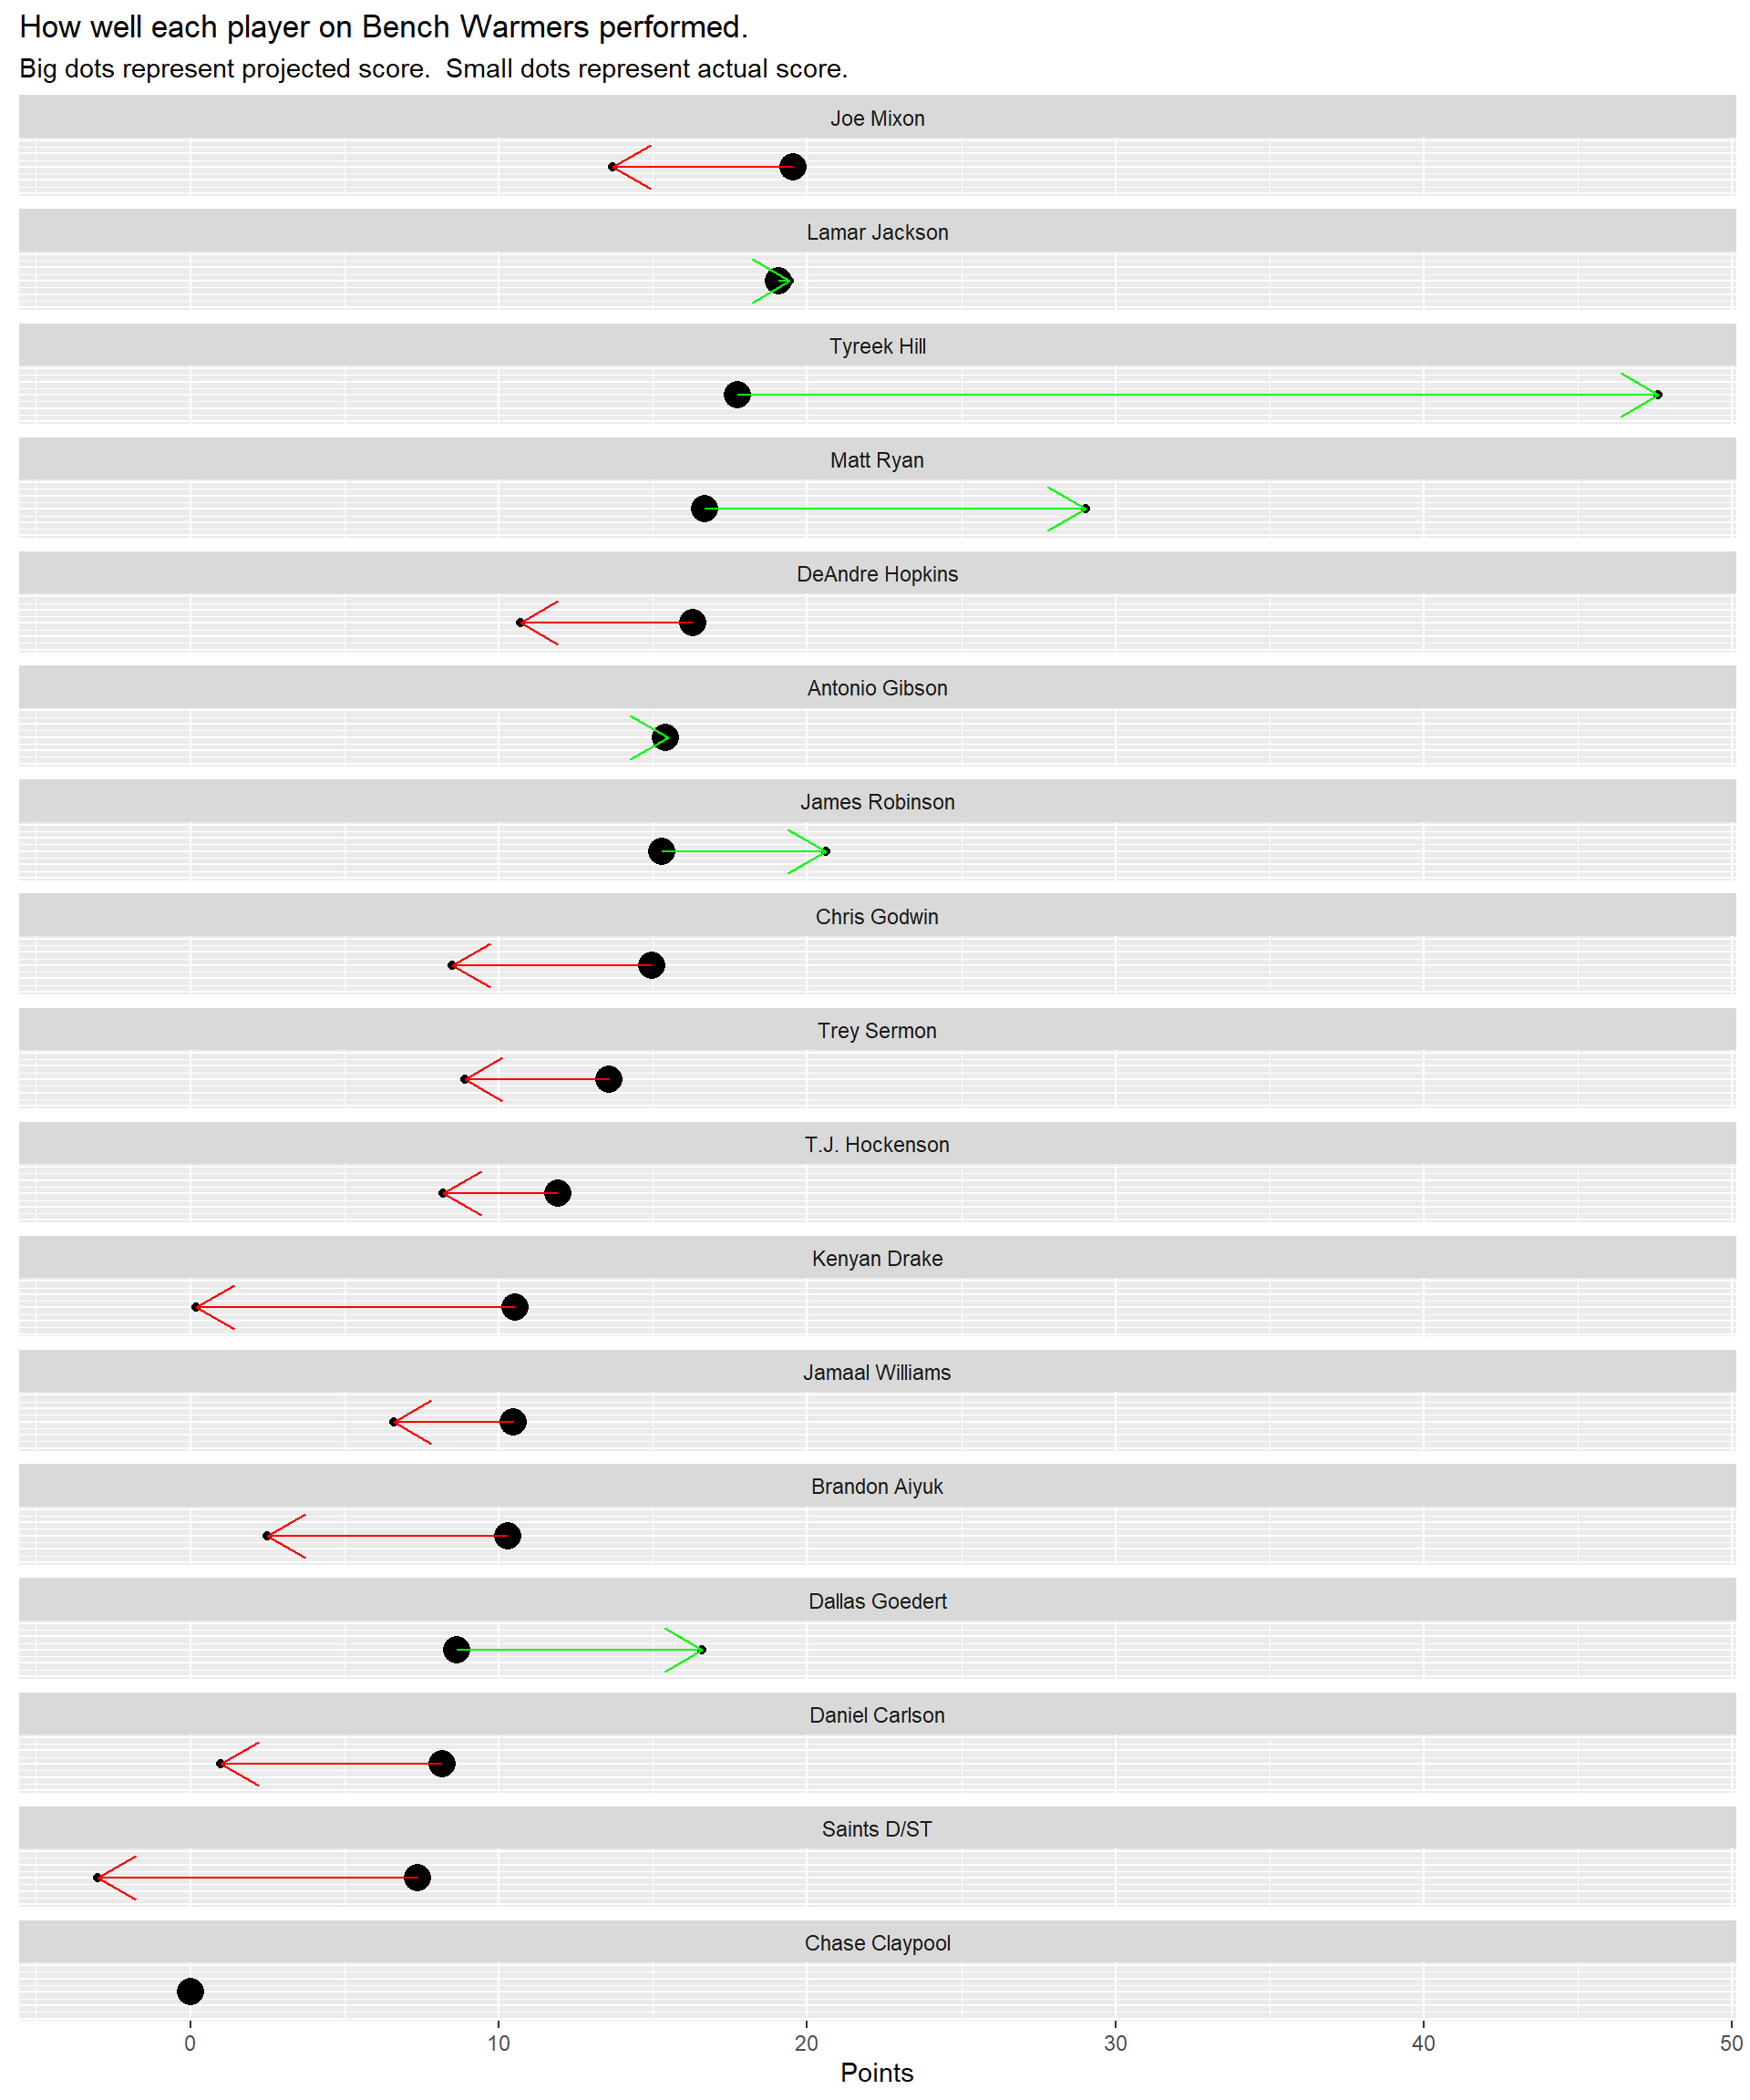 How well each player on Bench Warmers performed.
Big dots represent projected score.  Small dots represent actual score.
Joe Mixon
Lamar Jackson
Tyreek Hill
Matt Ryan
DeAndre Hopkins
Antonio Gibson
James Robinson
Chris Godwin
Trey Sermon
T.J. Hockenson
Kenyan Drake
Jamaal Williams
Brandon Aiyuk
Dallas Goedert
Daniel Carlson
Saints D/ST
Chase Claypool
0 10 20 30 40 50
Points